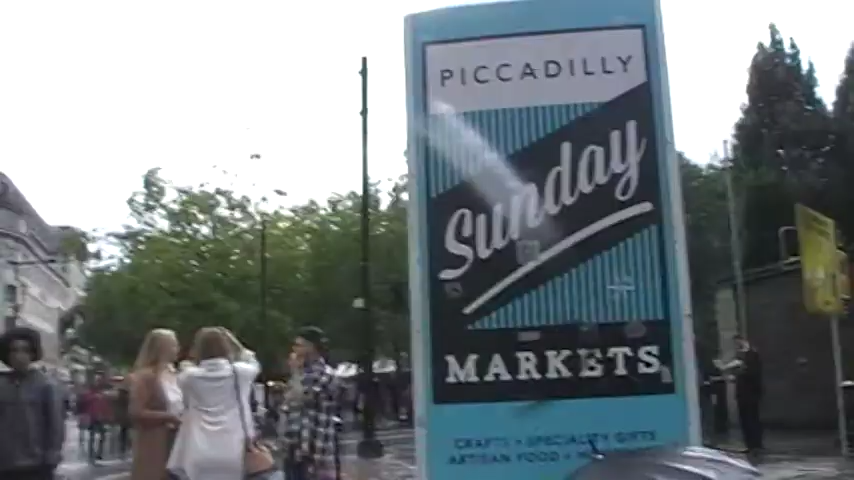 PICCADILLY
Sunday
MARKETS
CRAFTS + SPECIALITY GIFTS
ARTISAN FOOD +